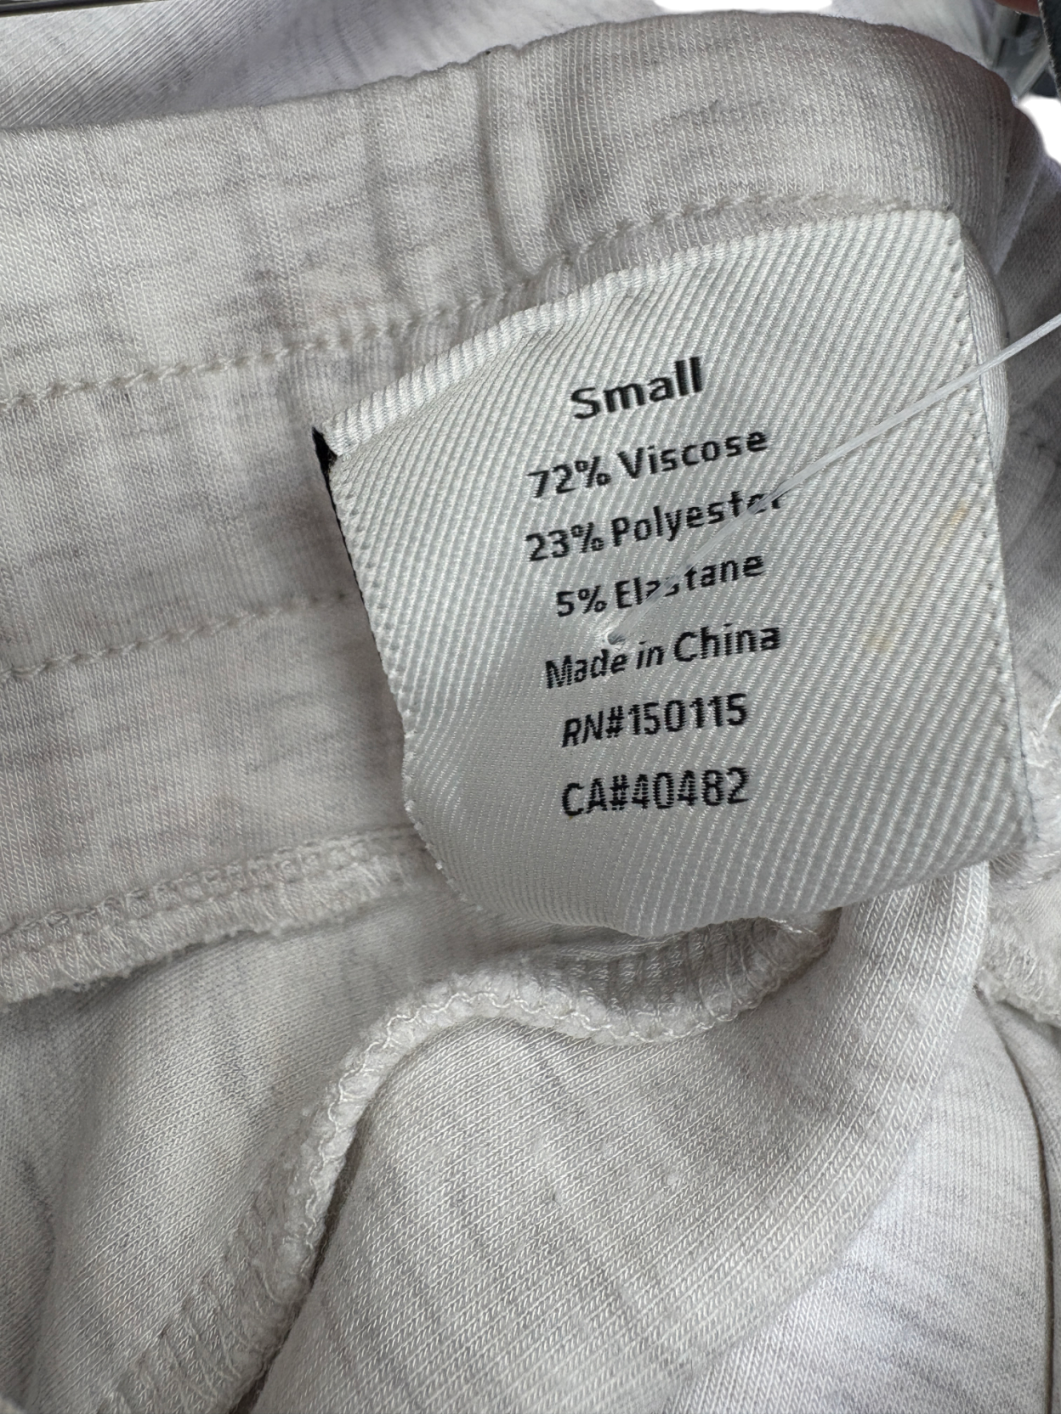 Small
72% Viscose
23% Polyester
5% Elastane
Made in China
RN#150115
CA#40482